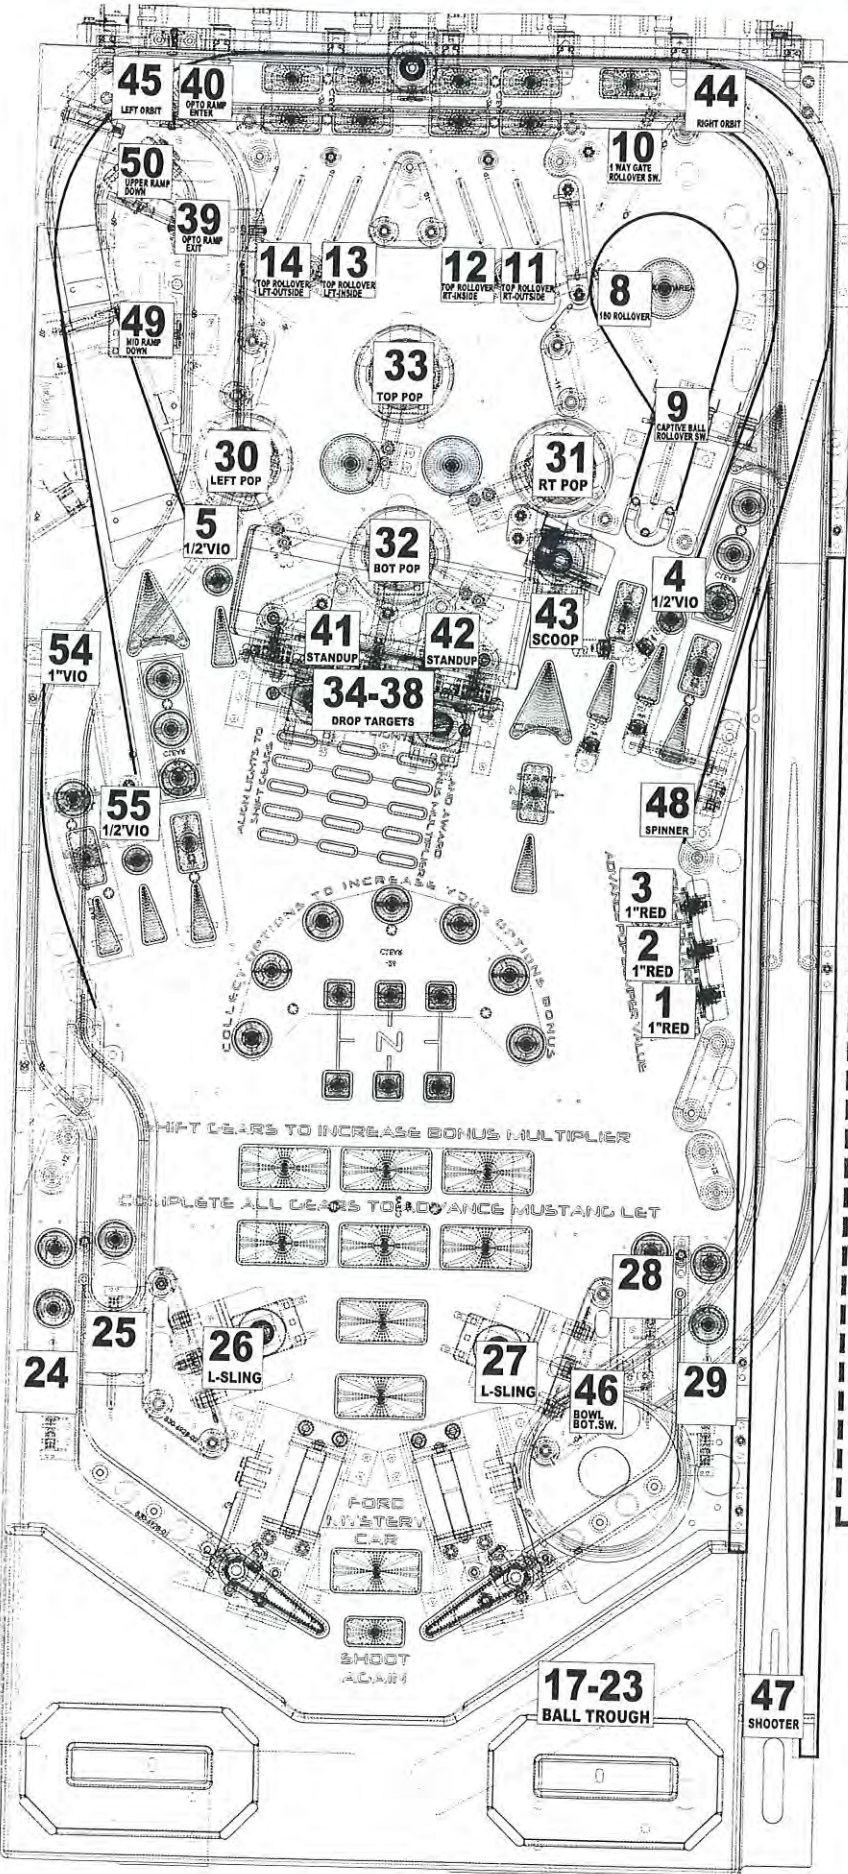 45
LEFT ORBIT
40
OPTO RAMP
ENTER
44
RIGHT ORBIT
10
1 WAY GATE
ROLLOVER SW.
50
UPPER RAMP
DOWN
39
OPTO RAMP
EXIT
14
TOP ROLLOVER
LFT-OUTSIDE
13
TOP ROLLOVER
LFT-INSIDE
12
TOP ROLLOVER
RT-INSIDE
11
TOP ROLLOVER
RT-OUTSIDE
8
180 ROLLOVER
49
MID RAMP
DOWN
33
TOP POP
9
CAPTIVE BALL
ROLLOVER SW.
30
LEFT POP
31
RT POP
5
1/2'VIO
32
BOT POP
4
1/2'VIO
43
SCOOP
41
STANDUP
42
STANDUP
54
1"VIO
34-38
DROP TARGETS
ALIGN LIGHTS TO
SHIFT GEARS
55
1/2'VIO
48
SPINNER
3
1"RED
2
1"RED
1
1"RED
COLLECT OPTIONS TO INCREASE YOUR OPTIONS BONUS
N
SHIFT GEARS TO INCREASE BONUS MULTIPLIER
COMPLETE ALL GEARS TO ADVANCE MUSTANG LET
28
25
26
L-SLING
27
L-SLING
24
46
BOWL
BOT.SW.
29
FORD
MYSTERY
CAR
SHOOT
AGAIN
17-23
BALL TROUGH
47
SHOOTER